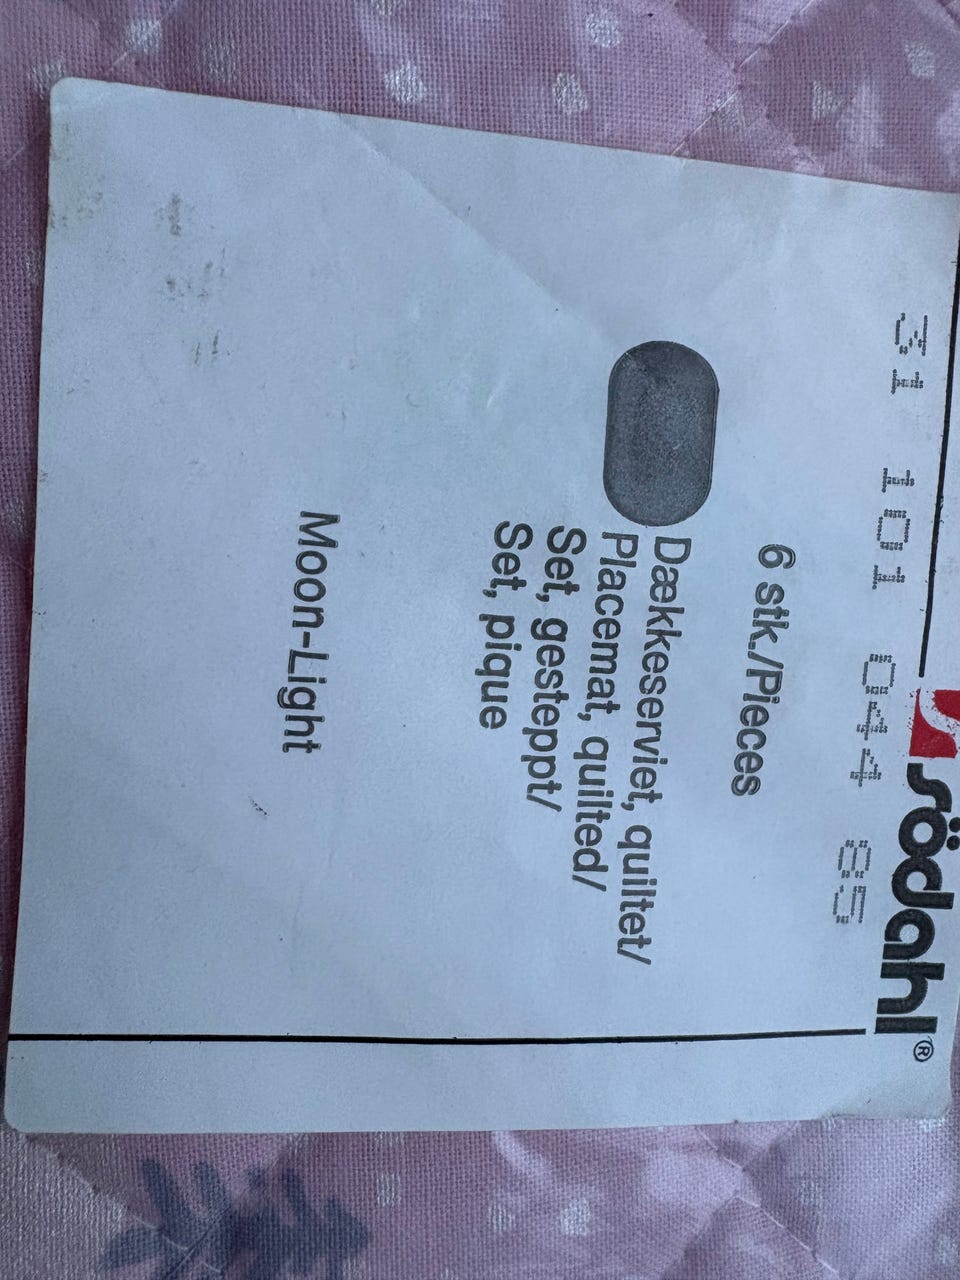 södahl®
31 101 044 85
6 stk./Pieces
Dækkeserviet, quiltet/
Placemat, quilted/
Set, gesteppt/
Set, pique
Moon-Light